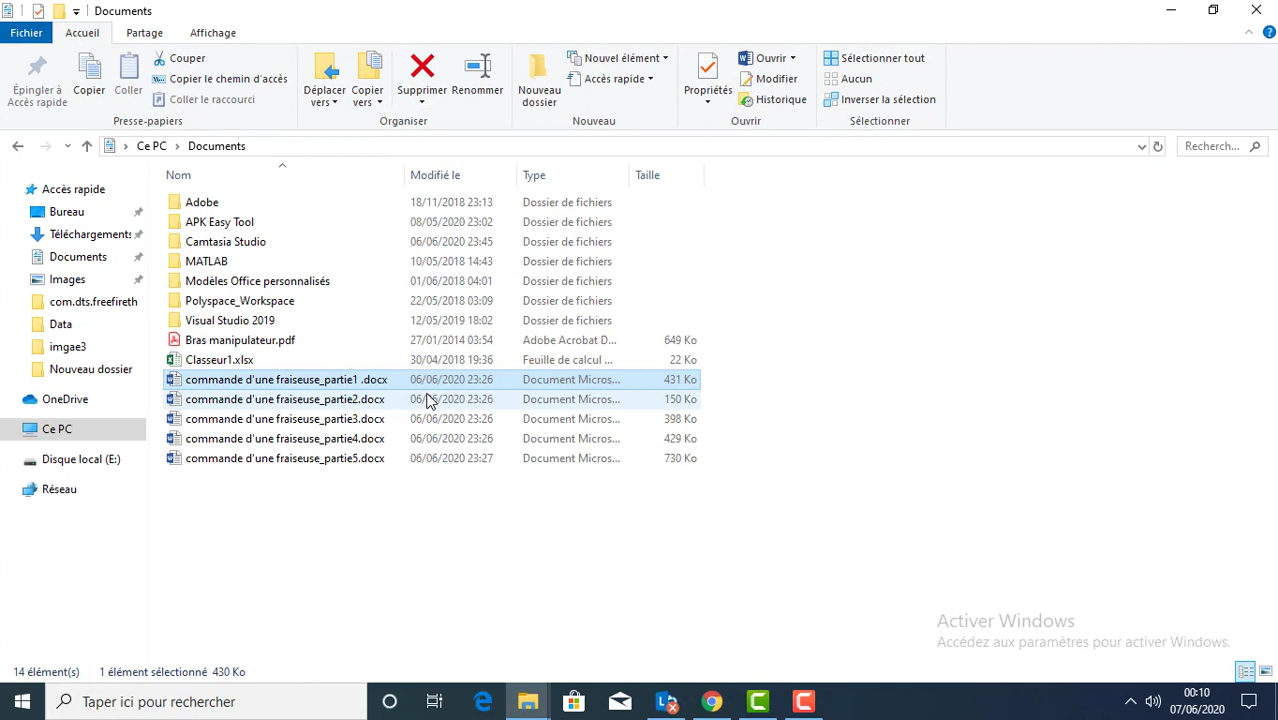 Documents
Fichier Accueil Partage Affichage
Épingler à Accès rapide
Copier
Coller
Couper
Copier le chemin d'accès
Coller le raccourci
Presse-papiers
Déplacer vers
Copier vers
Supprimer
Renommer
Organiser
Nouveau dossier
Nouvel élément
Accès rapide
Nouveau
Propriétés
Ouvrir
Modifier
Historique
Ouvrir
Sélectionner tout
Aucun
Inverser la sélection
Sélectionner
Ce PC Documents Recherch...
Accès rapide
Bureau
Téléchargements
Documents
Images
com.dts.freefireth
Data
imgae3
Nouveau dossier
OneDrive
Ce PC
Disque local (E:)
Réseau
Nom Modifié le Type Taille
Adobe 18/11/2018 23:13 Dossier de fichiers
APK Easy Tool 08/05/2020 23:02 Dossier de fichiers
Camtasia Studio 06/06/2020 23:45 Dossier de fichiers
MATLAB 10/05/2018 14:43 Dossier de fichiers
Modèles Office personnalisés 01/06/2018 04:01 Dossier de fichiers
Polyspace_Workspace 22/05/2018 03:09 Dossier de fichiers
Visual Studio 2019 12/05/2019 18:02 Dossier de fichiers
Bras manipulateur.pdf 27/01/2014 03:54 Adobe Acrobat D... 649 Ko
Classeur1.xlsx 30/04/2018 19:36 Feuille de calcul ... 22 Ko
commande d'une fraiseuse_partie1 .docx 06/06/2020 23:26 Document Micros... 431 Ko
commande d'une fraiseuse_partie2.docx 06/06/2020 23:26 Document Micros... 150 Ko
commande d'une fraiseuse_partie3.docx 06/06/2020 23:26 Document Micros... 398 Ko
commande d'une fraiseuse_partie4.docx 06/06/2020 23:26 Document Micros... 429 Ko
commande d'une fraiseuse_partie5.docx 06/06/2020 23:27 Document Micros... 730 Ko
Activer Windows
Accédez aux paramètres pour activer Windows.
14 élément(s) 1 élément sélectionné 430 Ko
Taper ici pour rechercher
00:10
07/06/2020